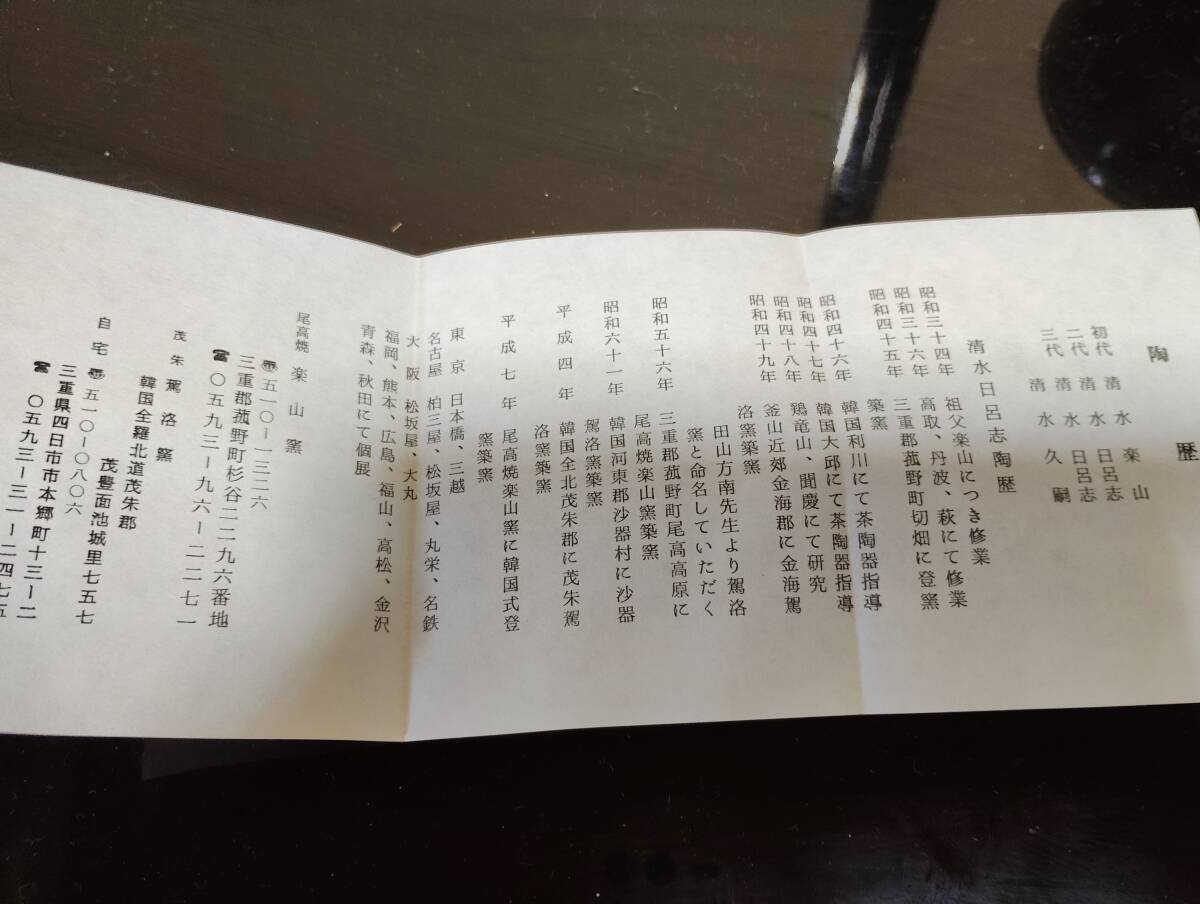 陶歴
初代 清水楽山
二代 清水日呂志
三代 清水久嗣
清水日呂志陶歴
昭和三十四年 祖父楽山につき修業
昭和三十六年 高取、丹波、萩にて修業
昭和四十五年 三重郡菰野町切畑に登窯
築窯
昭和四十六年 韓国利川にて茶陶器指導
昭和四十七年 韓国大邱にて茶陶器指導
昭和四十八年 鶏竜山、聞慶にて研究
昭和四十九年 釜山近郊金海郡に金海駕
洛窯築窯
田山方南先生より駕洛
窯と命名していただく
昭和五十六年 三重郡菰野町尾高高原に
尾高焼楽山窯築窯
昭和六十一年 韓国河東郡沙器村に沙器
駕洛窯築窯
平成四年 韓国全北茂朱郡に茂朱駕
洛窯築窯
平成七年 尾高焼楽山窯に韓国式登
窯築窯
東京 日本橋、三越
名古屋 柏三屋、松坂屋、丸栄、名鉄
大阪 松坂屋、大丸
福岡、熊本、広島、福山、高松、金沢
青森、秋田にて個展
尾高焼 楽山窯
〠五一〇-一三二六
三重郡菰野町杉谷二二九六番地
☎〇五九三-九六-二二七一
茂朱駕洛窯
韓国全羅北道茂朱郡
茂豊面池城里七五七
自宅 〠五一〇-〇八〇六
三重県四日市市本郷町十三-二
☎〇五九三-三一-二四七五